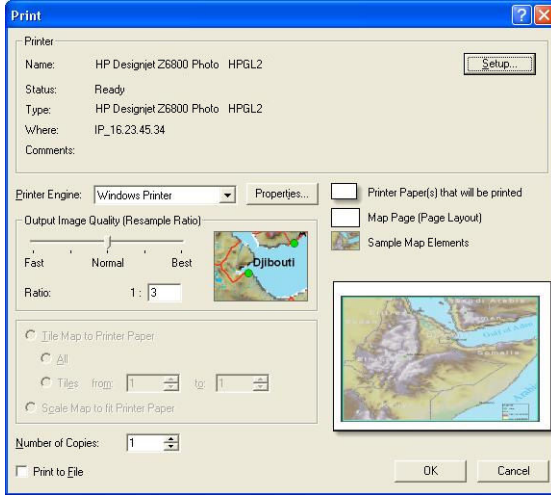 Print
Printer
Name: HP Designjet Z6800 Photo HPGL2
Setup...
Status: Ready
Type: HP Designjet Z6800 Photo HPGL2
Where: IP_16.23.45.34
Comments:
Printer Engine: Windows Printer
Properties...
Printer Paper(s) that will be printed
Map Page (Page Layout)
Sample Map Elements
Output Image Quality (Resample Ratio)
Fast Normal Best
Ratio: 1 : 3
Djibouti
Tile Map to Printer Paper
All
Tiles from: 1 to: 1
Scale Map to fit Printer Paper
Gulf of Aden
Number of Copies: 1
Print to File
OK
Cancel